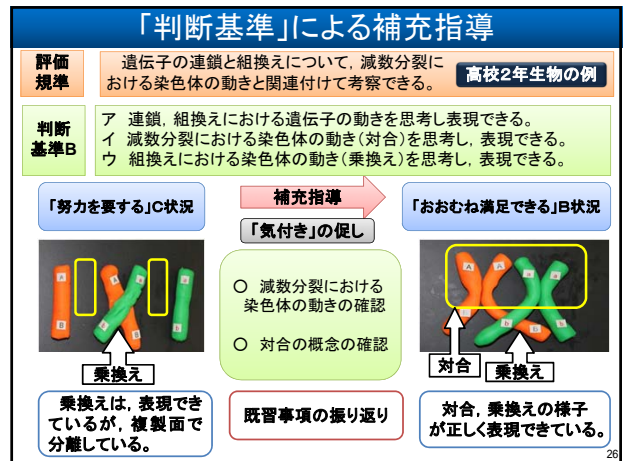 「判断基準」による補充指導
評価
規準
遺伝子の連鎖と組換えについて，減数分裂に
おける染色体の動きと関連付けて考察できる。
高校2年生物の例
判断
基準B
ア 連鎖，組換えにおける遺伝子の動きを思考し表現できる。
イ 減数分裂における染色体の動き(対合)を思考し，表現できる。
ウ 組換えにおける染色体の動き(乗換え)を思考し，表現できる。
「努力を要する」C状況
補充指導
「気付き」の促し
「おおむね満足できる」B状況
A
A
a
a
B
b
B
b
乗換え
○ 減数分裂における
染色体の動きの確認
○ 対合の概念の確認
A
A
a
a
b
b
対合
乗換え
乗換えは，表現でき
ているが，複製面で
分離している。
既習事項の振り返り
対合，乗換えの様子
が正しく表現できている。
26